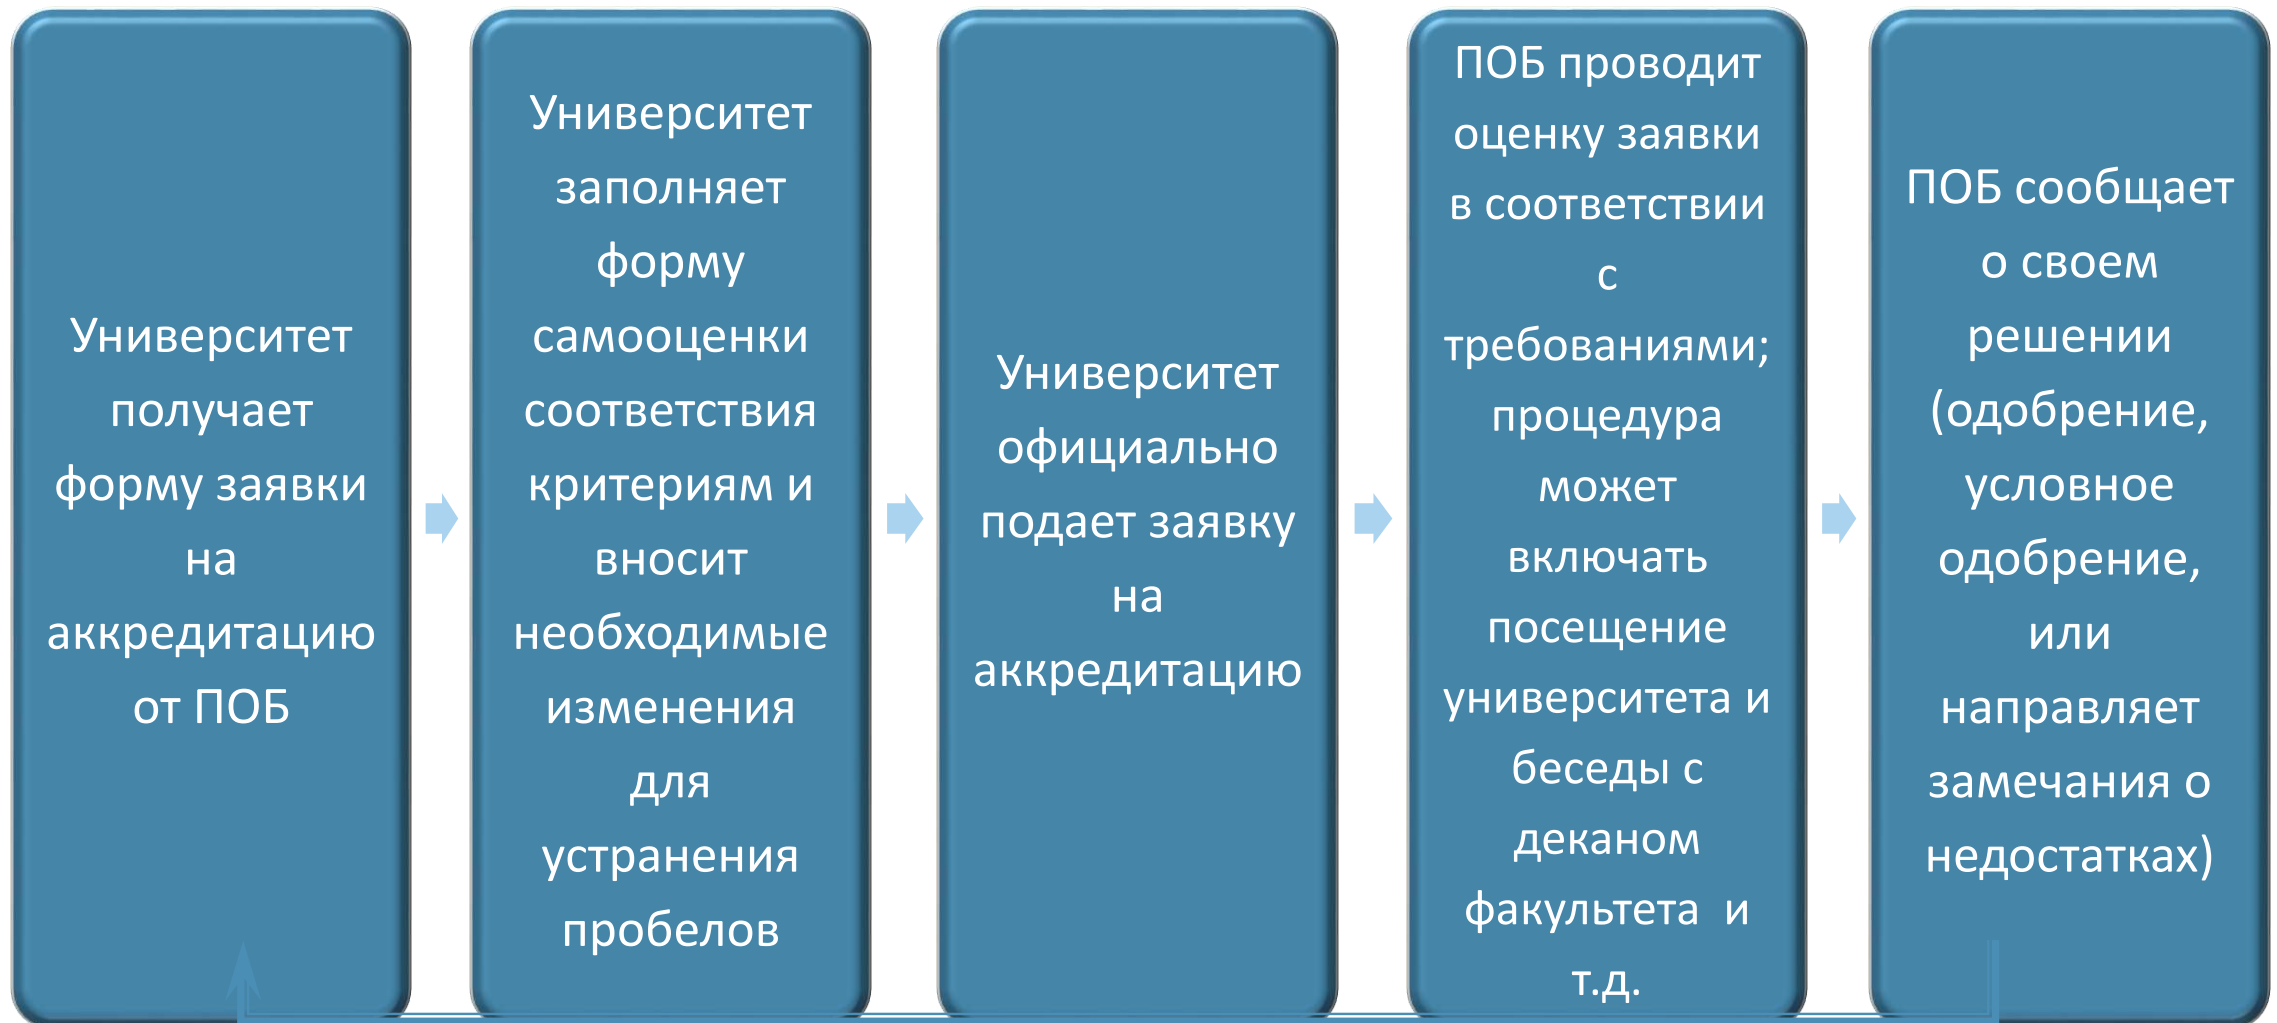 Университет
получает
форму заявки
на
аккредитацию
от ПОБ
Университет
заполняет
форму
самооценки
соответствия
критериям и
вносит
необходимые
изменения
для
устранения
пробелов
Университет
официально
подает заявку
на
аккредитацию
ПОБ проводит
оценку заявки
в соответствии
с
требованиями;
процедура
может
включать
посещение
университета и
беседы с
деканом
факультета и
т.д.
ПОБ сообщает
о своем
решении
(одобрение,
условное
одобрение,
или
направляет
замечания о
недостатках)